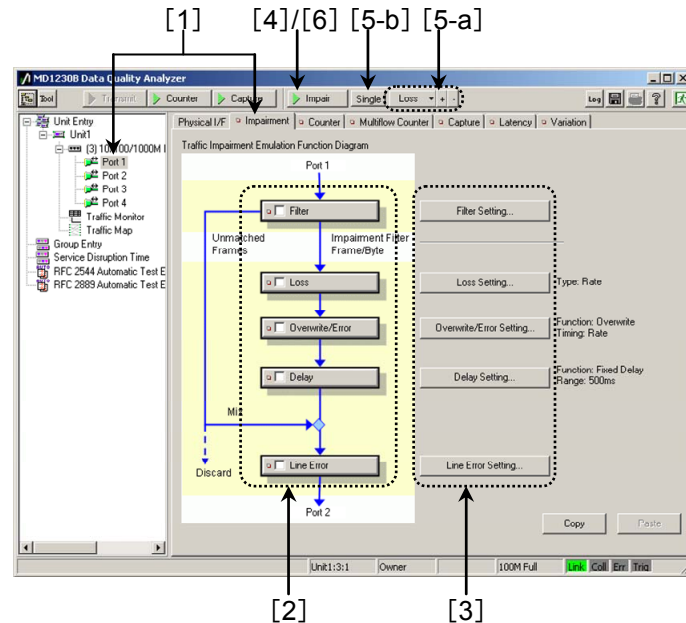 [1] [4]/[6] [5-b] [5-a]
MD1230B Data Quality Analyzer
Tool Transmit Counter Capture Impair Single Loss + - Log ?
Unit Entry
Unit1
(3) 10/100/1000M I
Port 1
Port 2
Port 3
Port 4
Traffic Monitor
Traffic Map
Group Entry
Service Disruption Time
RFC 2544 Automatic Test E
RFC 2889 Automatic Test E
Physical I/F Impairment Counter Multiflow Counter Capture Latency Variation
Traffic Impairment Emulation Function Diagram
Port 1
Filter Filter Setting...
Unmatched Frames
Impairment Filter Frame/Byte
Loss Loss Setting... Type: Rate
Overwrite/Error Overwrite/Error Setting... Function: Overwrite
Timing: Rate
Delay Delay Setting... Function: Fixed Delay
Range: 500ms
Discard
Line Error Line Error Setting...
Port 2
Copy Paste
Unit1:3:1 Owner 100M Full Link Coll Err Trig
[2] [3]